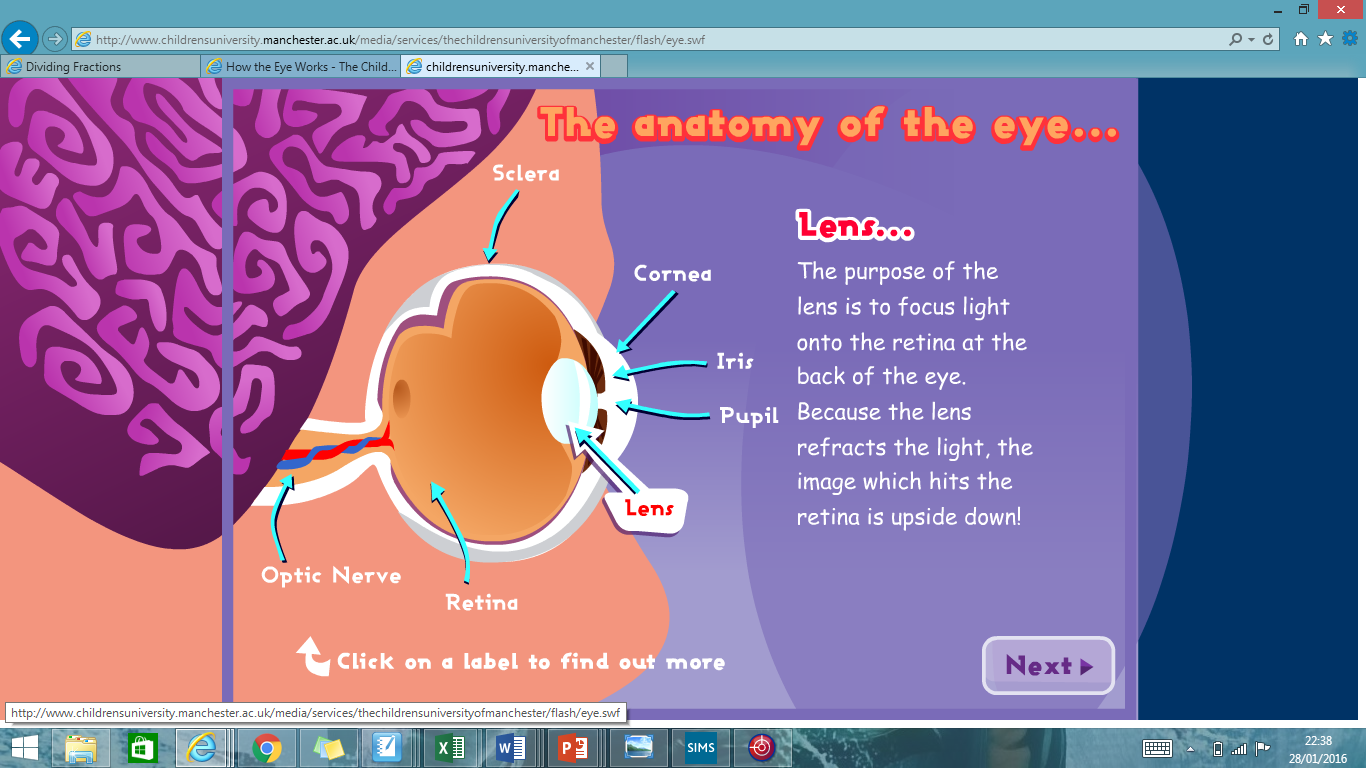 http://www.childrensuniversity.manchester.ac.uk/media/services/thechildrensuniversityofmanchester/flash/eye.swf
Dividing Fractions
How the Eye Works - The Child...
childrensuniversity.manche...
The anatomy of the eye...
Sclera
Cornea
Iris
Pupil
Lens
Optic Nerve
Retina
Lens...
The purpose of the
lens is to focus light
onto the retina at the
back of the eye.
Because the lens
refracts the light, the
image which hits the
retina is upside down!
Click on a label to find out more
Next
http://www.childrensuniversity.manchester.ac.uk/media/services/thechildrensuniversityofmanchester/flash/eye.swf
SIMS
22:38
28/01/2016